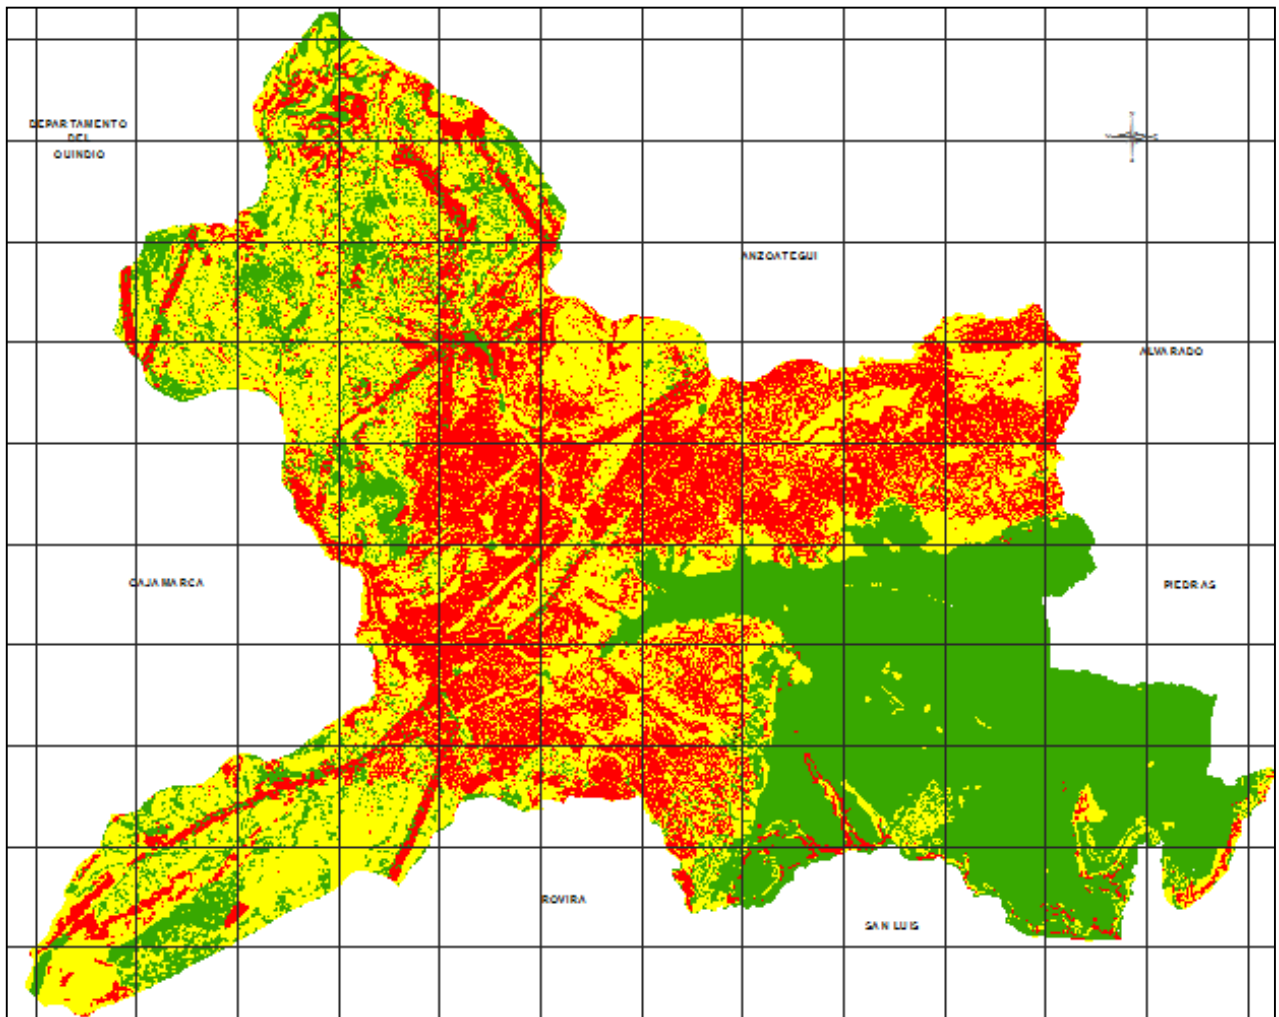 DEPARTAMENTO
DEL
QUINDIO
ANZOATEGUI
ALVARADO
CAJAMARCA
PIEDRAS
ROVIRA
SAN LUIS